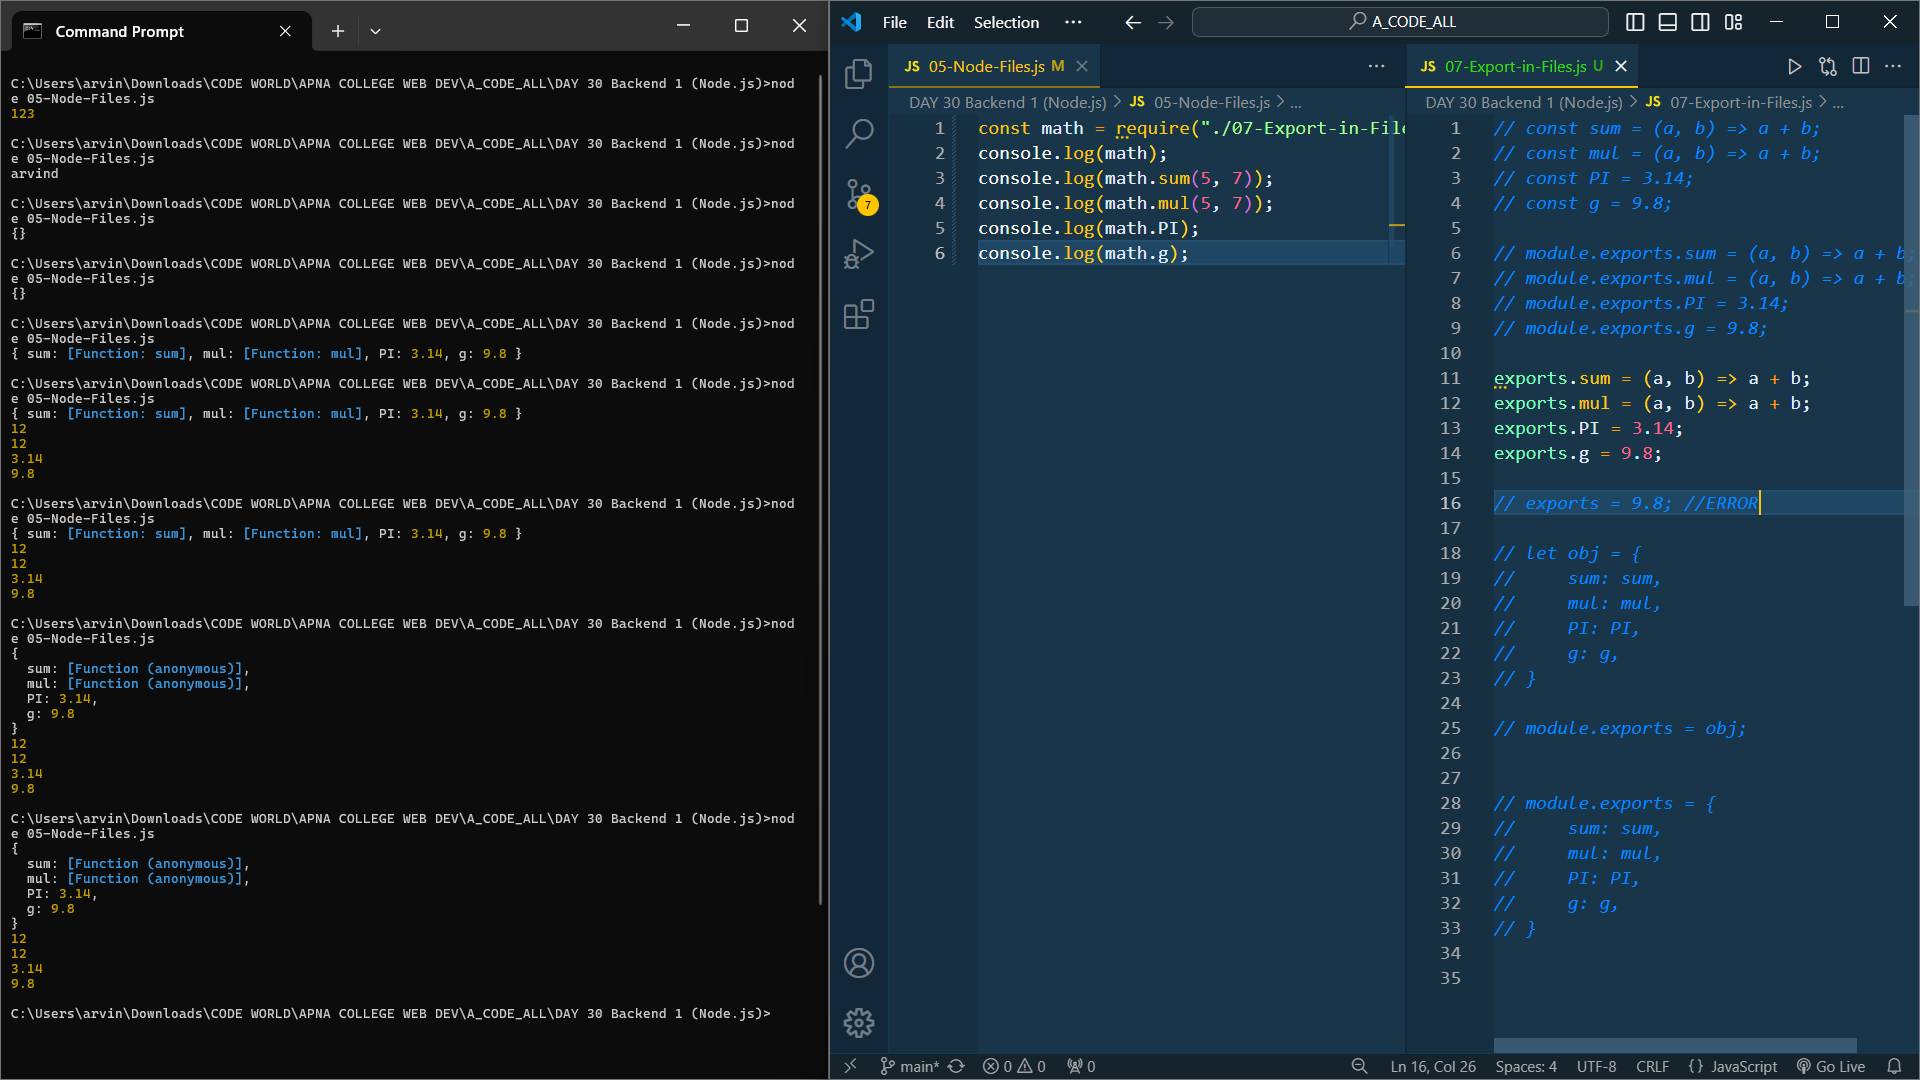 Command Prompt
C:\Users\arvin\Downloads\CODE WORLD\APNA COLLEGE WEB DEV\A_CODE_ALL\DAY 30 Backend 1 (Node.js)>nod
e 05-Node-Files.js
123
C:\Users\arvin\Downloads\CODE WORLD\APNA COLLEGE WEB DEV\A_CODE_ALL\DAY 30 Backend 1 (Node.js)>nod
e 05-Node-Files.js
arvind
C:\Users\arvin\Downloads\CODE WORLD\APNA COLLEGE WEB DEV\A_CODE_ALL\DAY 30 Backend 1 (Node.js)>nod
e 05-Node-Files.js
{}
C:\Users\arvin\Downloads\CODE WORLD\APNA COLLEGE WEB DEV\A_CODE_ALL\DAY 30 Backend 1 (Node.js)>nod
e 05-Node-Files.js
{}
C:\Users\arvin\Downloads\CODE WORLD\APNA COLLEGE WEB DEV\A_CODE_ALL\DAY 30 Backend 1 (Node.js)>nod
e 05-Node-Files.js
{ sum: [Function: sum], mul: [Function: mul], PI: 3.14, g: 9.8 }
C:\Users\arvin\Downloads\CODE WORLD\APNA COLLEGE WEB DEV\A_CODE_ALL\DAY 30 Backend 1 (Node.js)>nod
e 05-Node-Files.js
{ sum: [Function: sum], mul: [Function: mul], PI: 3.14, g: 9.8 }
12
12
3.14
9.8
C:\Users\arvin\Downloads\CODE WORLD\APNA COLLEGE WEB DEV\A_CODE_ALL\DAY 30 Backend 1 (Node.js)>nod
e 05-Node-Files.js
{ sum: [Function: sum], mul: [Function: mul], PI: 3.14, g: 9.8 }
12
12
3.14
9.8
C:\Users\arvin\Downloads\CODE WORLD\APNA COLLEGE WEB DEV\A_CODE_ALL\DAY 30 Backend 1 (Node.js)>nod
e 05-Node-Files.js
{
  sum: [Function (anonymous)],
  mul: [Function (anonymous)],
  PI: 3.14,
  g: 9.8
}
12
12
3.14
9.8
C:\Users\arvin\Downloads\CODE WORLD\APNA COLLEGE WEB DEV\A_CODE_ALL\DAY 30 Backend 1 (Node.js)>nod
e 05-Node-Files.js
{
  sum: [Function (anonymous)],
  mul: [Function (anonymous)],
  PI: 3.14,
  g: 9.8
}
12
12
3.14
9.8
C:\Users\arvin\Downloads\CODE WORLD\APNA COLLEGE WEB DEV\A_CODE_ALL\DAY 30 Backend 1 (Node.js)>
File Edit Selection ··· A_CODE_ALL
7
JS 05-Node-Files.js M
DAY 30 Backend 1 (Node.js) > JS 05-Node-Files.js > ...
1 const math = require("./07-Export-in-File
2 console.log(math);
3 console.log(math.sum(5, 7));
4 console.log(math.mul(5, 7));
5 console.log(math.PI);
6 console.log(math.g);
JS 07-Export-in-Files.js U
DAY 30 Backend 1 (Node.js) > JS 07-Export-in-Files.js > ...
1 // const sum = (a, b) => a + b;
2 // const mul = (a, b) => a + b;
3 // const PI = 3.14;
4 // const g = 9.8;
5
6 // module.exports.sum = (a, b) => a + b;
7 // module.exports.mul = (a, b) => a + b;
8 // module.exports.PI = 3.14;
9 // module.exports.g = 9.8;
10
11 exports.sum = (a, b) => a + b;
12 exports.mul = (a, b) => a + b;
13 exports.PI = 3.14;
14 exports.g = 9.8;
15
16 // exports = 9.8; //ERROR
17
18 // let obj = {
19 //     sum: sum,
20 //     mul: mul,
21 //     PI: PI,
22 //     g: g,
23 // }
24
25 // module.exports = obj;
26
27
28 // module.exports = {
29 //     sum: sum,
30 //     mul: mul,
31 //     PI: PI,
32 //     g: g,
33 // }
34
35
main* 0 0 0 Ln 16, Col 26 Spaces: 4 UTF-8 CRLF {} JavaScript Go Live